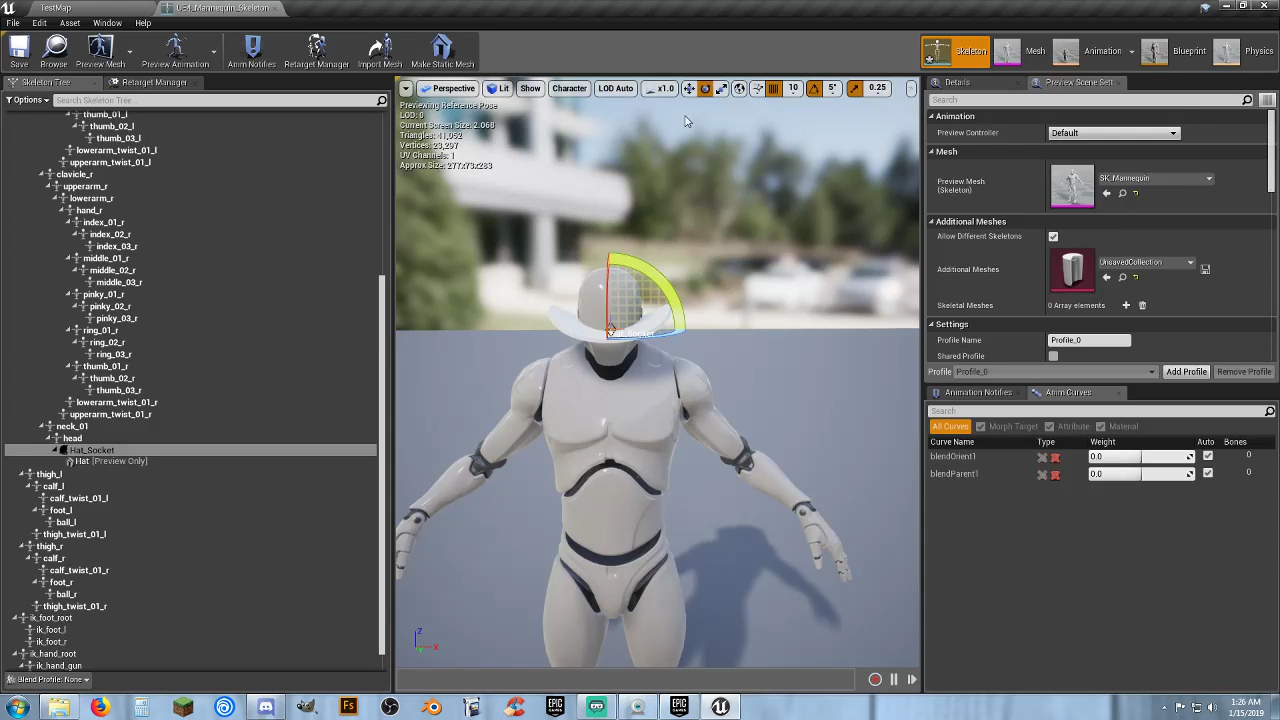 TestMap
UE4_Mannequin_Skeleton
File Edit Asset Window Help
Save Browse Preview Mesh Preview Animation Anim Notifies Retarget Manager Import Mesh Make Static Mesh
Skeleton Mesh Animation Blueprint Physics
Skeleton Tree Retarget Manager
Options Search Skeleton Tree...
thumb_01_l
thumb_02_l
thumb_03_l
lowerarm_twist_01_l
upperarm_twist_01_l
clavicle_r
upperarm_r
lowerarm_r
hand_r
index_01_r
index_02_r
index_03_r
middle_01_r
middle_02_r
middle_03_r
pinky_01_r
pinky_02_r
pinky_03_r
ring_01_r
ring_02_r
ring_03_r
thumb_01_r
thumb_02_r
thumb_03_r
lowerarm_twist_01_r
upperarm_twist_01_r
neck_01
head
Hat_Socket
Hat [Preview Only]
thigh_l
calf_l
calf_twist_01_l
foot_l
ball_l
thigh_twist_01_l
thigh_r
calf_r
calf_twist_01_r
foot_r
ball_r
thigh_twist_01_r
ik_foot_root
ik_foot_l
ik_foot_r
ik_hand_root
ik_hand_gun
Blend Profile: None
Perspective Lit Show Character LOD Auto x1.0 10 5° 0.25
Previewing Reference Pose
LOD: 0
Current Screen Size: 2.068
Triangles: 41,052
Vertices: 23,297
UV Channels: 1
Approx Size: 277x73x283
Hat_Socket
Z
X
Details Preview Scene Sett
Search
Animation
Preview Controller Default
Mesh
Preview Mesh
(Skeleton)
SK_Mannequin
Additional Meshes
Allow Different Skeletons
Additional Meshes UnsavedCollection
Skeletal Meshes 0 Array elements
Settings
Profile Name Profile_0
Shared Profile
Profile Profile_0 Add Profile Remove Profile
Animation Notifies Anim Curves
Search
All Curves Morph Target Attribute Material
Curve Name Type Weight Auto Bones
blendOrient1 0.0 0
blendParent1 0.0 0
Fs
EPIC GAMES
EPIC GAMES
1:26 AM
1/15/2019